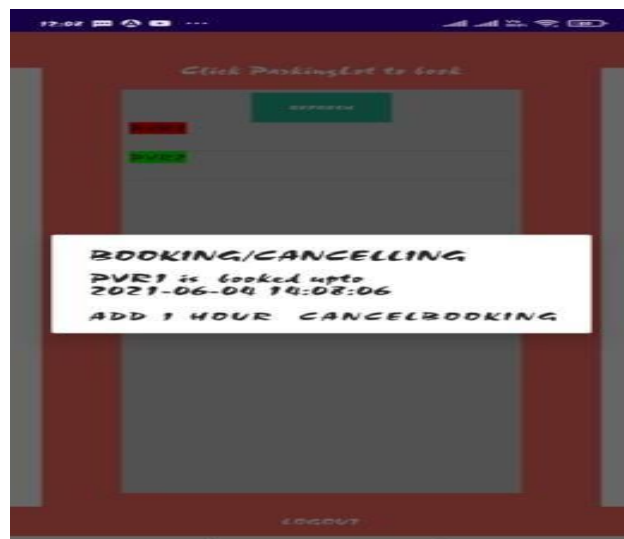 Click ParkingLot to book
REFRESH
PVR1
PVR2
BOOKING/CANCELLING
PVR1 is booked upto
2021-06-04 14:08:06
ADD 1 HOUR CANCELBOOKING
LOGOUT